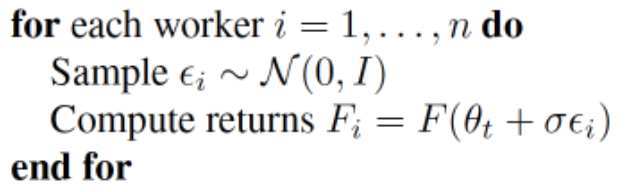 for each worker i = 1, . . . , n do
Sample ϵᵢ ∼ 𝒩(0, I)
Compute returns Fᵢ = F(θₜ + σϵᵢ)
end for